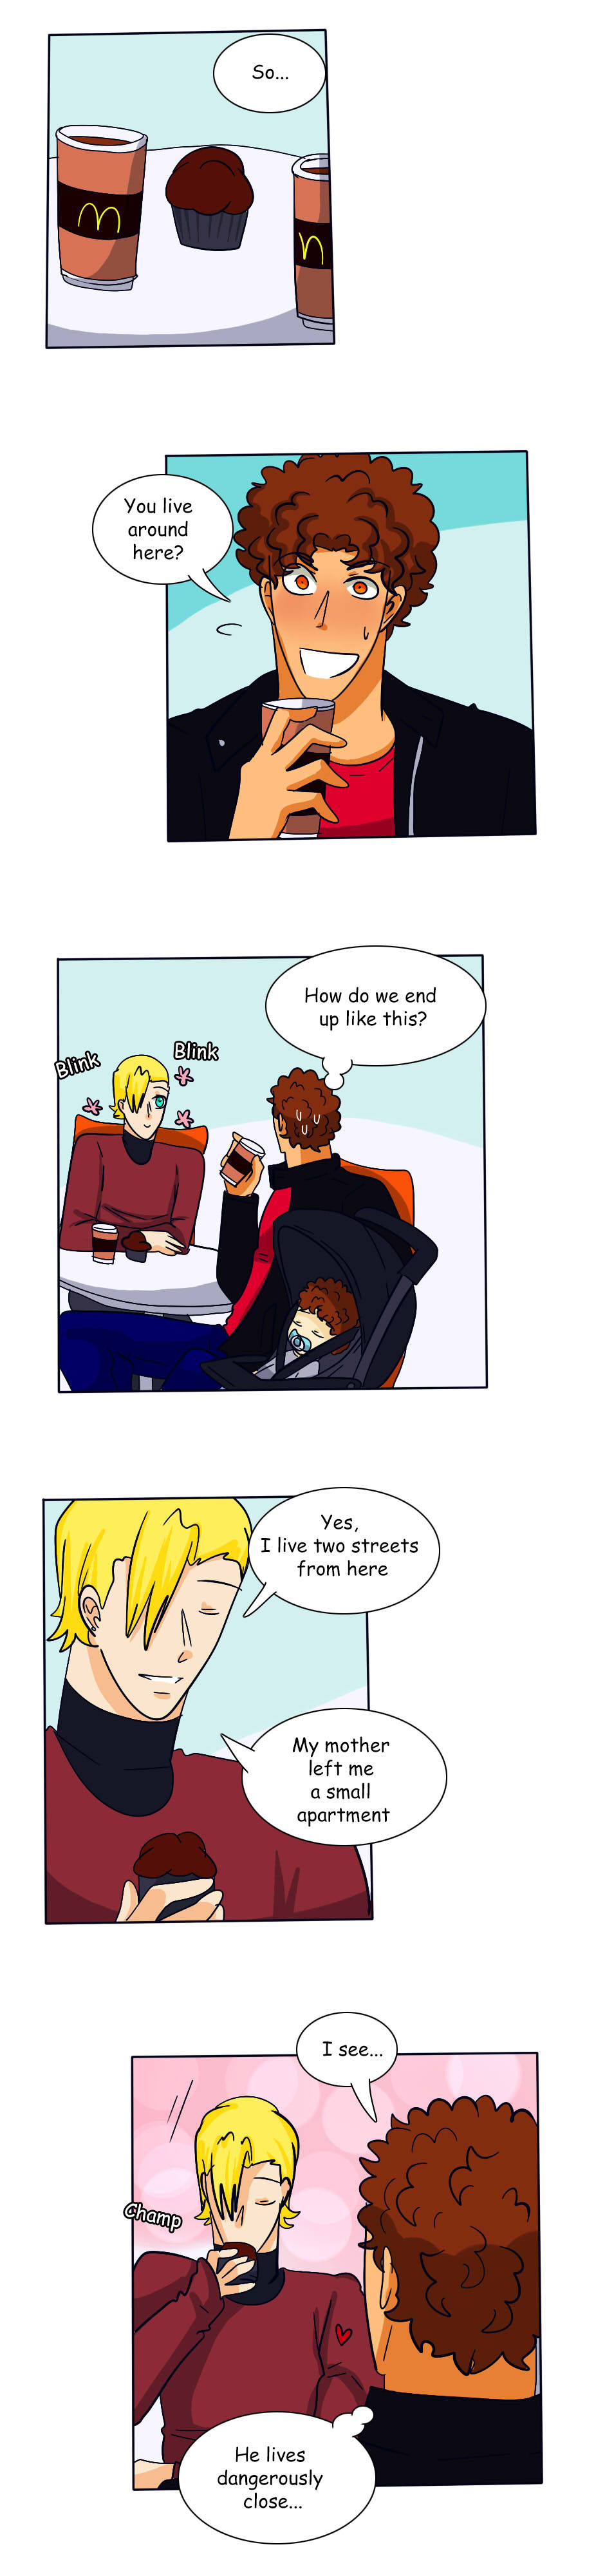 So...
You live
around
here?
How do we end
up like this?
Blink
Blink
Yes,
I live two streets
from here
My mother
left me
a small
apartment
I see...
Champ
He lives
dangerously
close...